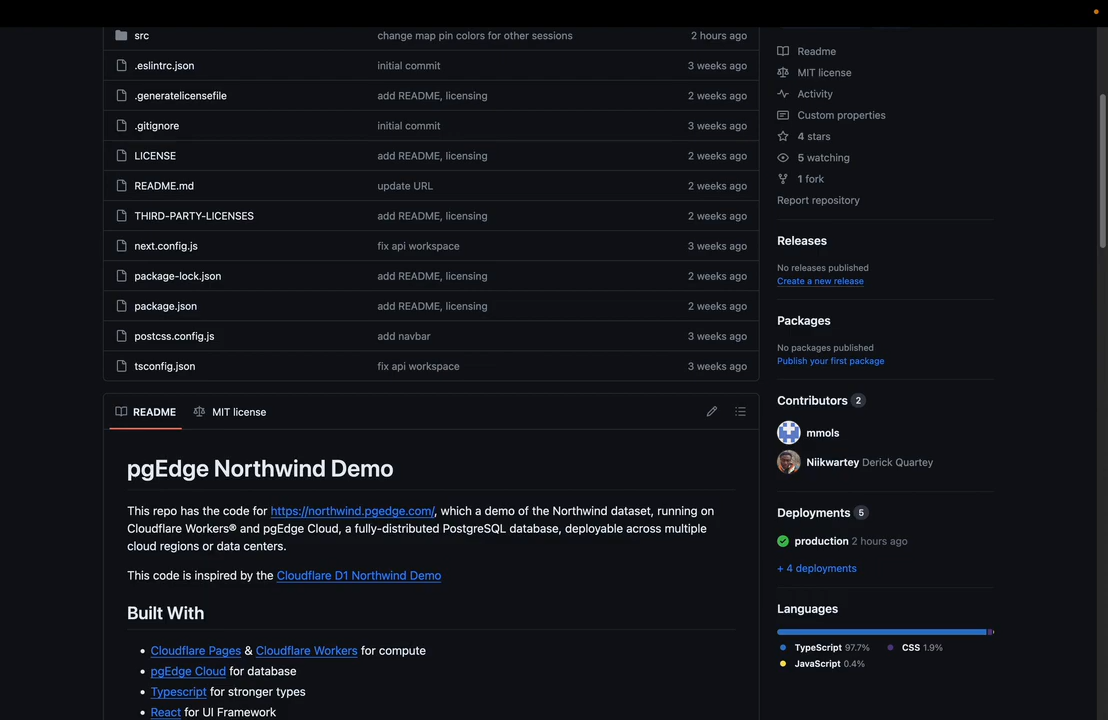 src change map pin colors for other sessions 2 hours ago
.eslintrc.json initial commit 3 weeks ago
.generatelicensefile add README, licensing 2 weeks ago
.gitignore initial commit 3 weeks ago
LICENSE add README, licensing 2 weeks ago
README.md update URL 2 weeks ago
THIRD-PARTY-LICENSES add README, licensing 2 weeks ago
next.config.js fix api workspace 3 weeks ago
package-lock.json add README, licensing 2 weeks ago
package.json add README, licensing 2 weeks ago
postcss.config.js add navbar 3 weeks ago
tsconfig.json fix api workspace 3 weeks ago
README MIT license
pgEdge Northwind Demo
This repo has the code for https://northwind.pgedge.com/, which a demo of the Northwind dataset, running on
Cloudflare Workers® and pgEdge Cloud, a fully-distributed PostgreSQL database, deployable across multiple
cloud regions or data centers.
This code is inspired by the Cloudflare D1 Northwind Demo
Built With
• Cloudflare Pages & Cloudflare Workers for compute
• pgEdge Cloud for database
• Typescript for stronger types
• React for UI Framework
Readme
MIT license
Activity
Custom properties
4 stars
5 watching
1 fork
Report repository
Releases
No releases published
Create a new release
Packages
No packages published
Publish your first package
Contributors 2
mmols
Niikwartey Derick Quartey
Deployments 5
production 2 hours ago
+ 4 deployments
Languages
TypeScript 97.7% CSS 1.9%
JavaScript 0.4%